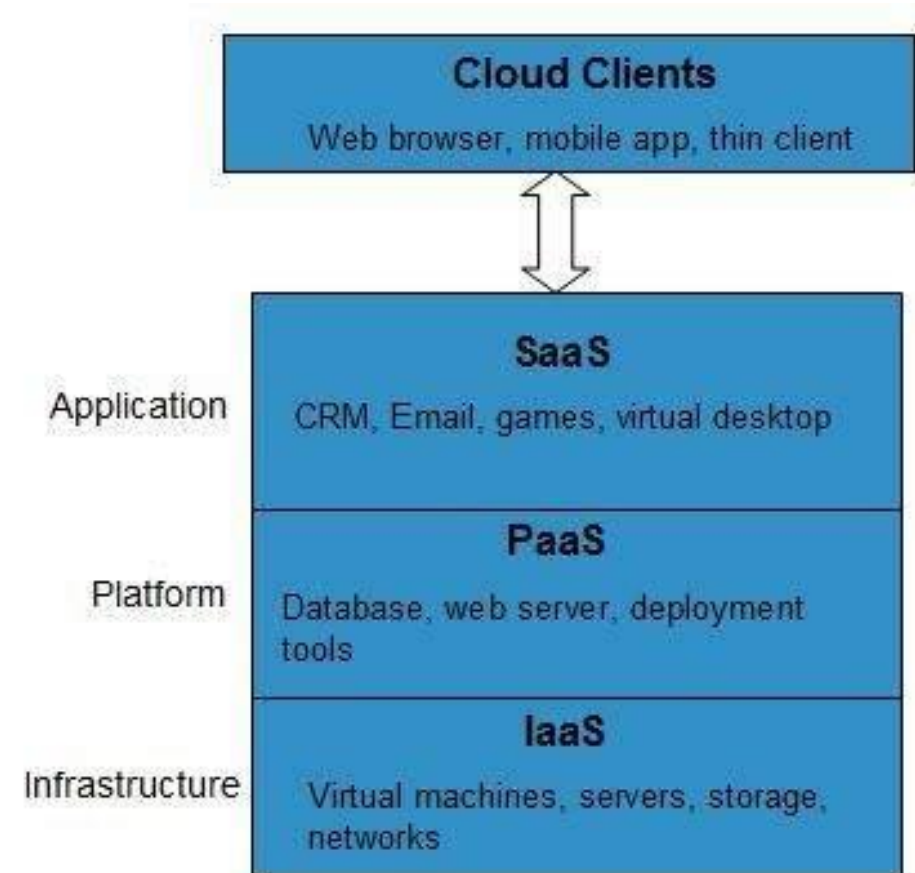 Cloud Clients
Web browser, mobile app, thin client
SaaS
Application
CRM, Email, games, virtual desktop
PaaS
Platform
Database, web server, deployment
tools
IaaS
Infrastructure
Virtual machines, servers, storage,
networks